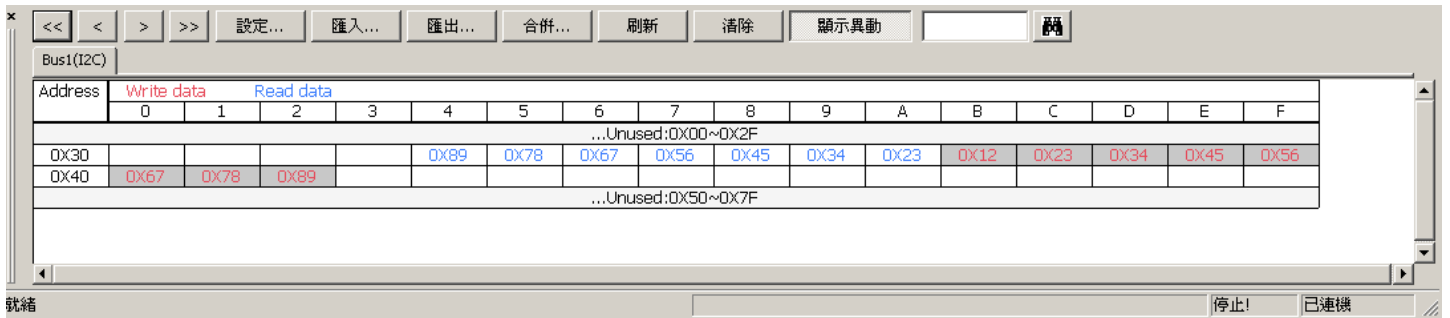 << < > >> 設定... 匯入... 匯出... 合併... 刷新 清除 顯示異動
Bus1(I2C)
Address Write data Read data
0 1 2 3 4 5 6 7 8 9 A B C D E F
...Unused:0X00~0X2F
0X30 0X89 0X78 0X67 0X56 0X45 0X34 0X23 0X12 0X23 0X34 0X45 0X56
0X40 0X67 0X78 0X89
...Unused:0X50~0X7F
就緒 停止! 已連機